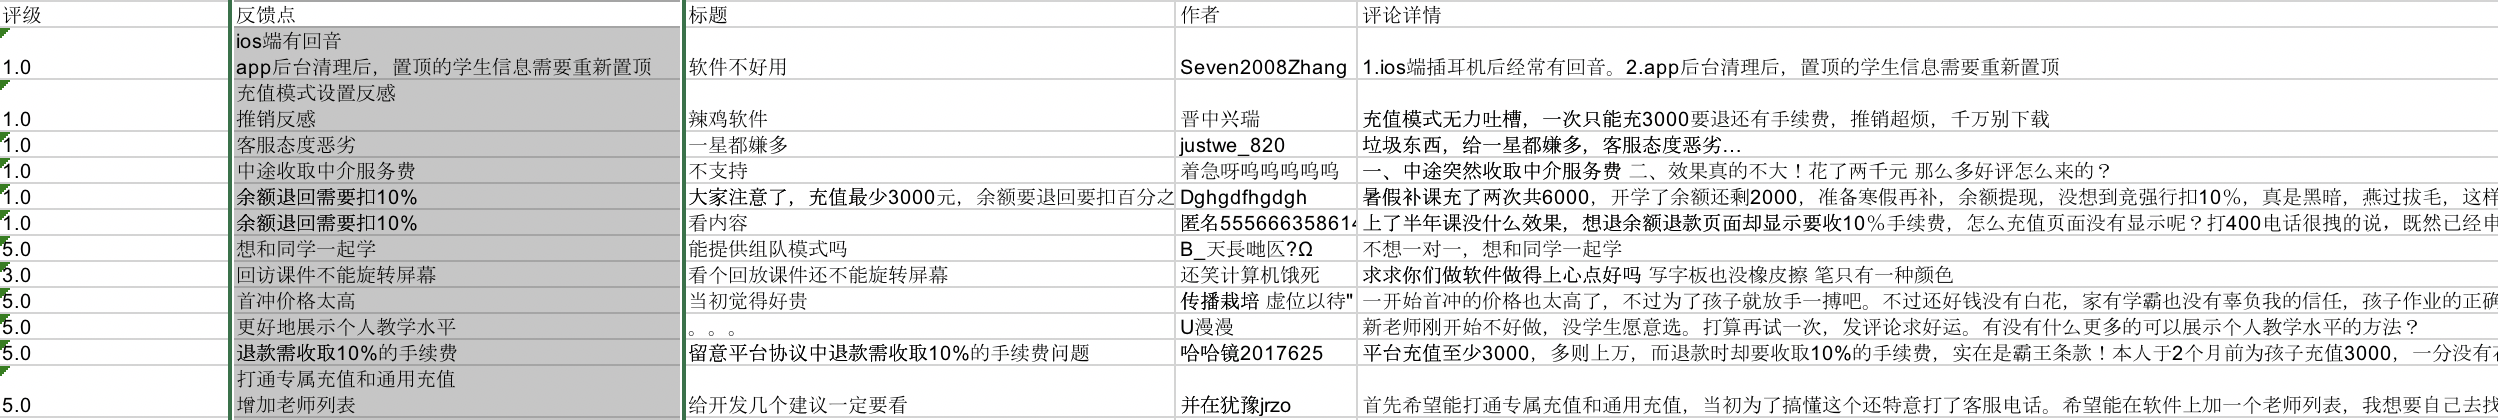 评级 反馈点 标题 作者 评论详情
ios端有回音
1.0 app后台清理后，置顶的学生信息需要重新置顶 软件不好用 Seven2008Zhang 1.ios端插耳机后经常有回音。2.app后台清理后，置顶的学生信息需要重新置顶
充值模式设置反感
1.0 推销反感 辣鸡软件 晋中兴瑞 充值模式无力吐槽，一次只能充3000要退还有手续费，推销超烦，千万别下载
1.0 客服态度恶劣 一星都嫌多 justwe_820 垃圾东西，给一星都嫌多，客服态度恶劣...
1.0 中途收取中介服务费 不支持 着急呀呜呜呜呜呜 一、中途突然收取中介服务费 二、效果真的不大！花了两千元 那么多好评怎么来的？
1.0 余额退回需要扣10% 大家注意了，充值最少3000元，余额要退回要扣百分之 Dghgdfhgdgh 暑假补课充了两次共6000，开学了余额还剩2000，准备寒假再补，余额提现，没想到竞强行扣10%，真是黑暗，燕过拔毛，这样
1.0 余额退回需要扣10% 看内容 匿名555666358614 上了半年课没什么效果，想退余额退款页面却显示要收10%手续费，怎么充值页面没有显示呢？打400电话很拽的说，既然已经申
5.0 想和同学一起学 能提供组队模式吗 B_天長哋仄?Ω 不想一对一，想和同学一起学
3.0 回访课件不能旋转屏幕 看个回放课件还不能旋转屏幕 还笑计算机饿死 求求你们做软件做得上心点好吗 写字板也没橡皮擦 笔只有一种颜色
5.0 首冲价格太高 当初觉得好贵 传播栽培 虚位以待" 一开始首冲的价格也太高了，不过为了孩子就放手一搏吧。不过还好钱没有白花，家有学霸也没有辜负我的信任，孩子作业的正确
5.0 更好地展示个人教学水平 。。。 U漫漫 新老师刚开始不好做，没学生愿意选。打算再试一次，发评论求好运。有没有什么更多的可以展示个人教学水平的方法？
5.0 退款需收取10%的手续费 留意平台协议中退款需收取10%的手续费问题 哈哈镜2017625 平台充值至少3000，多则上万，而退款时却要收取10%的手续费，实在是霸王条款！本人于2个月前为孩子充值3000，一分没有
打通专属充值和通用充值
5.0 增加老师列表 给开发几个建议一定要看 并在犹豫jrzo 首先希望能打通专属充值和通用充值，当初为了搞懂这个还特意打了客服电话。希望能在软件上加一个老师列表，我想要自己去找